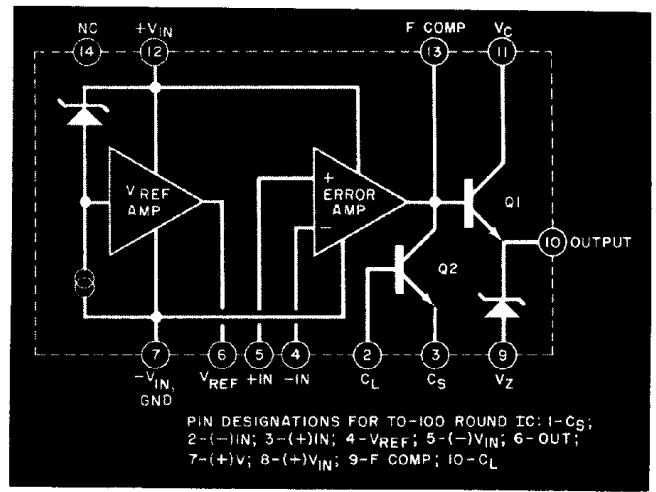 NC
+VIN
F COMP
VC
14
12
13
11
VREF
AMP
+
ERROR
AMP
−
Q1
10 OUTPUT
Q2
7
6
5
4
2
3
9
−VIN,
GND
VREF
+IN
−IN
CL
CS
VZ
PIN DESIGNATIONS FOR TO-100 ROUND IC: 1-CS;
2-(−)IN; 3-(+)IN; 4-VREF; 5-(−)VIN; 6-OUT;
7-(+)V; 8-(+)VIN; 9-F COMP; 10-CL